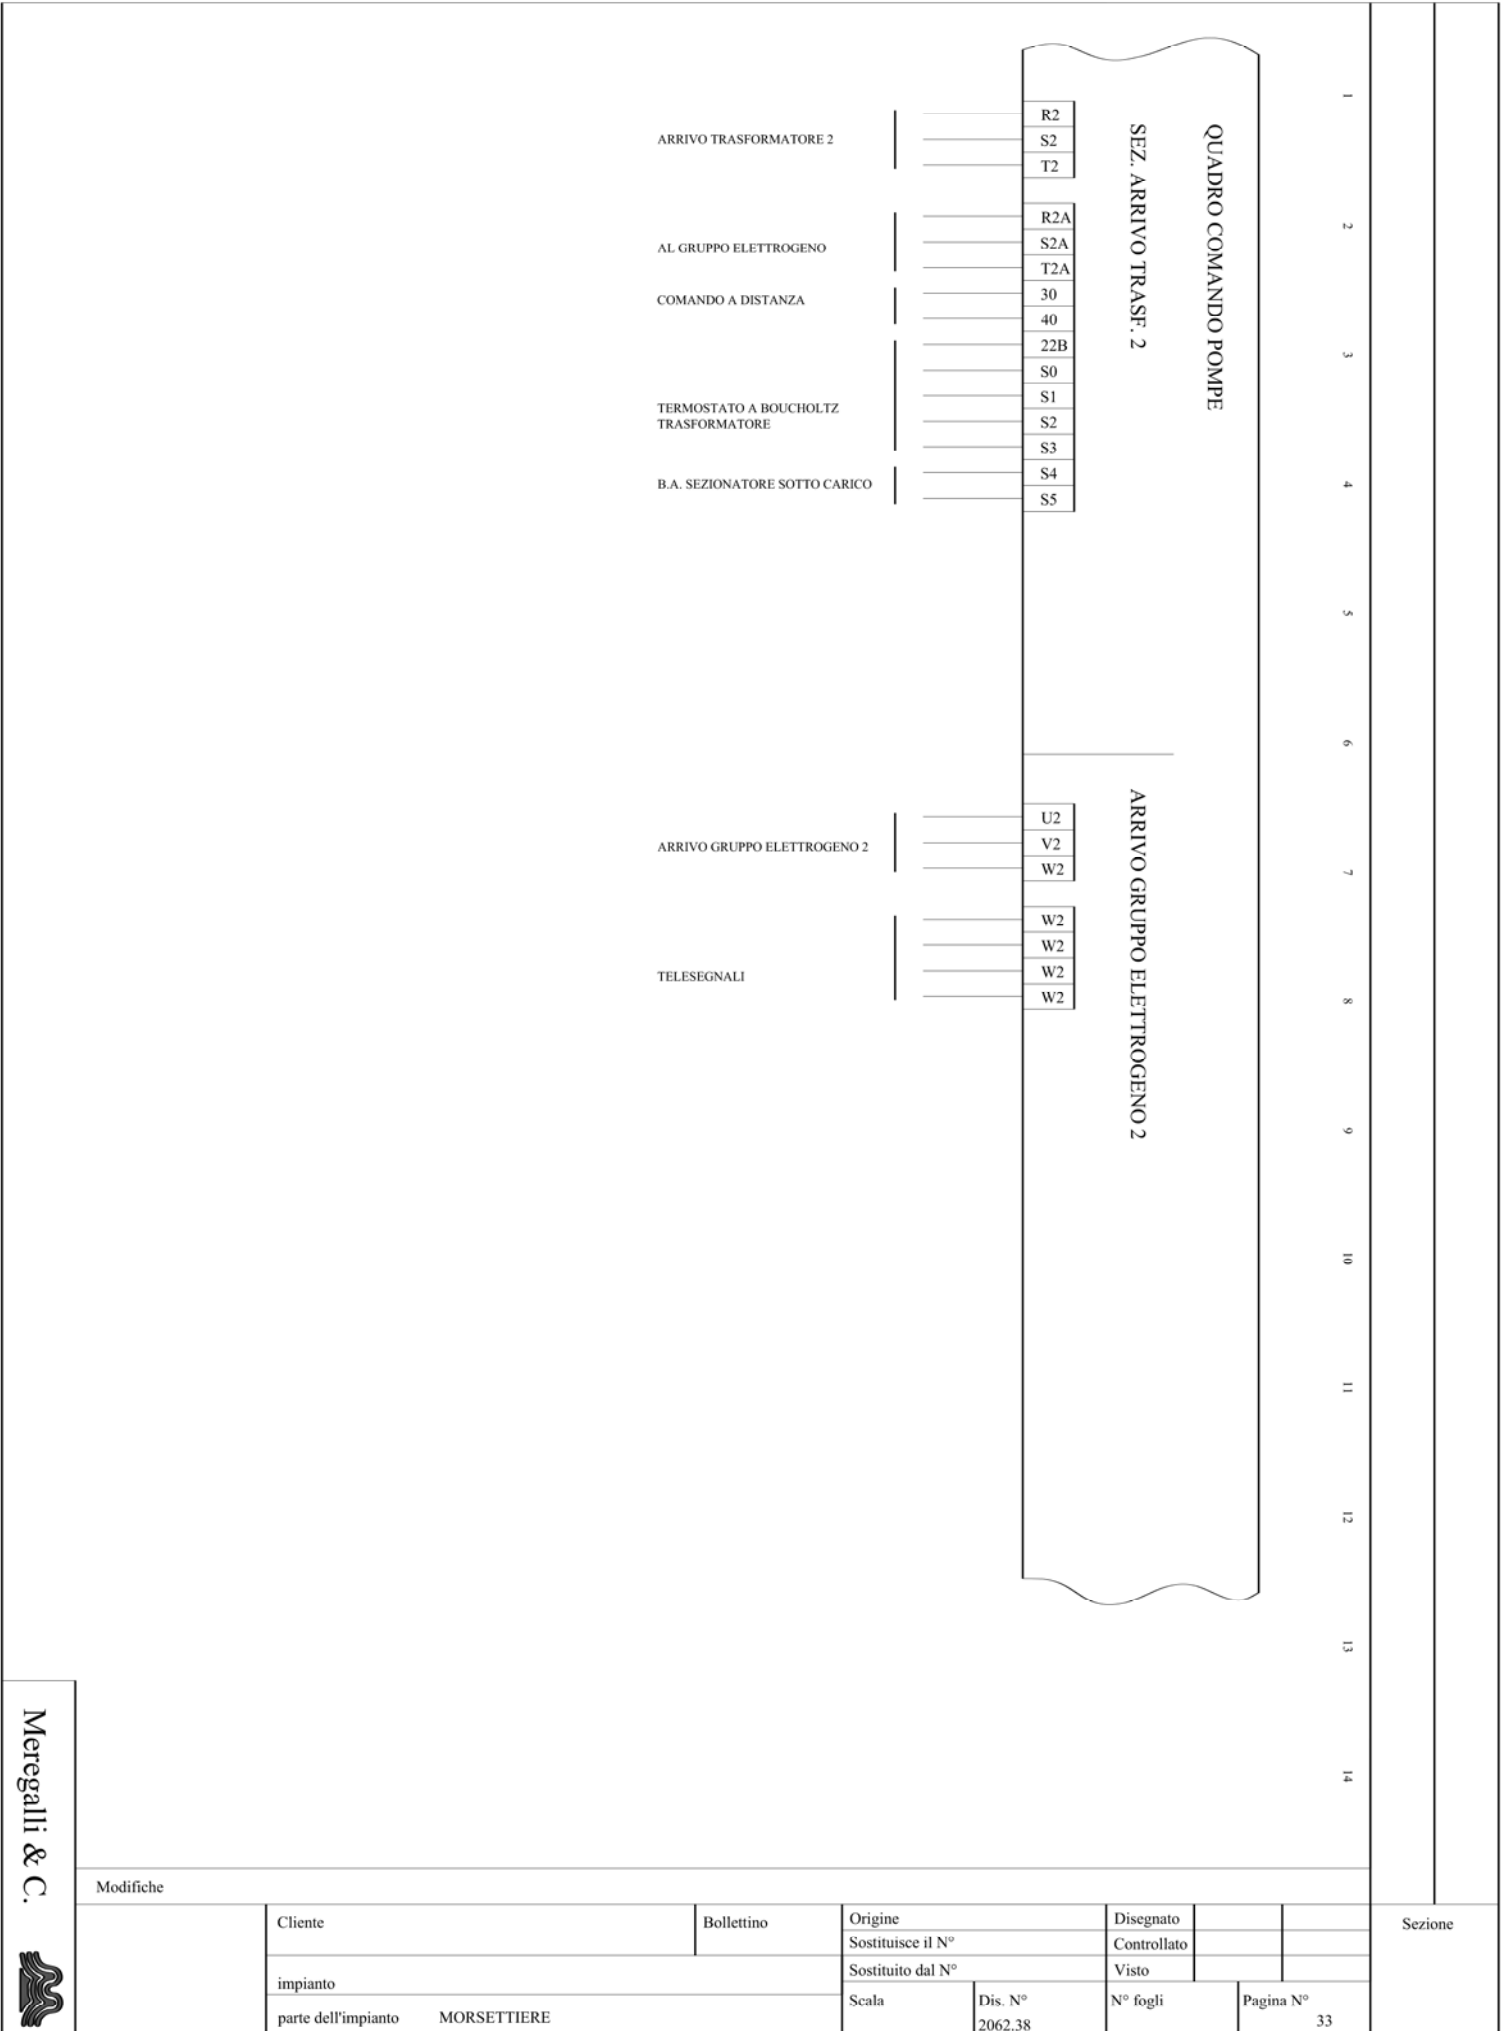 QUADRO COMANDO POMPE
SEZ. ARRIVO TRASF. 2
ARRIVO TRASFORMATORE 2
R2
S2
T2
AL GRUPPO ELETTROGENO
R2A
S2A
T2A
COMANDO A DISTANZA
30
40
TERMOSTATO A BOUCHOLTZ
TRASFORMATORE
22B
S0
S1
S2
S3
B.A. SEZIONATORE SOTTO CARICO
S4
S5
ARRIVO GRUPPO ELETTROGENO 2
ARRIVO GRUPPO ELETTROGENO 2
U2
V2
W2
TELESEGNALI
W2
W2
W2
W2
1
2
3
4
5
6
7
8
9
10
11
12
13
14
Meregalli & C.
Modifiche
Cliente
Bollettino
Origine
Sostituisce il N°
Sostituito dal N°
Disegnato
Controllato
Visto
Sezione
impianto
parte dell'impianto MORSETTIERE
Scala
Dis. N°
2062.38
N° fogli
Pagina N°
33